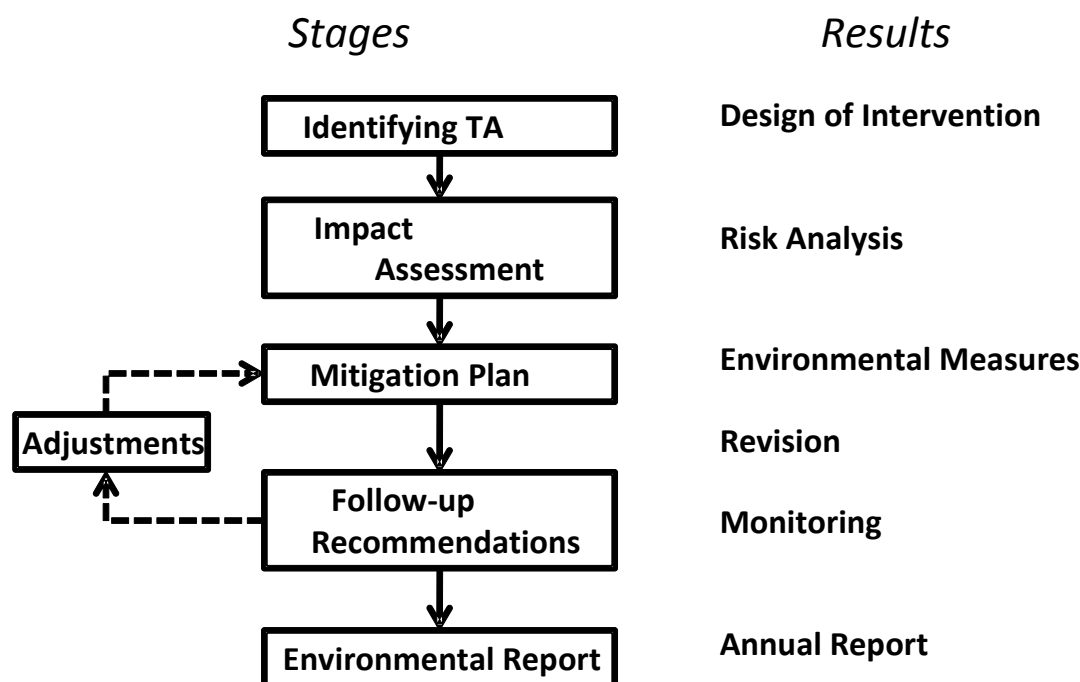 Stages Results
Identifying TA Design of Intervention
Impact
Assessment
Risk Analysis
Mitigation Plan Environmental Measures
Adjustments Revision
Follow-up
Recommendations
Monitoring
Environmental Report Annual Report